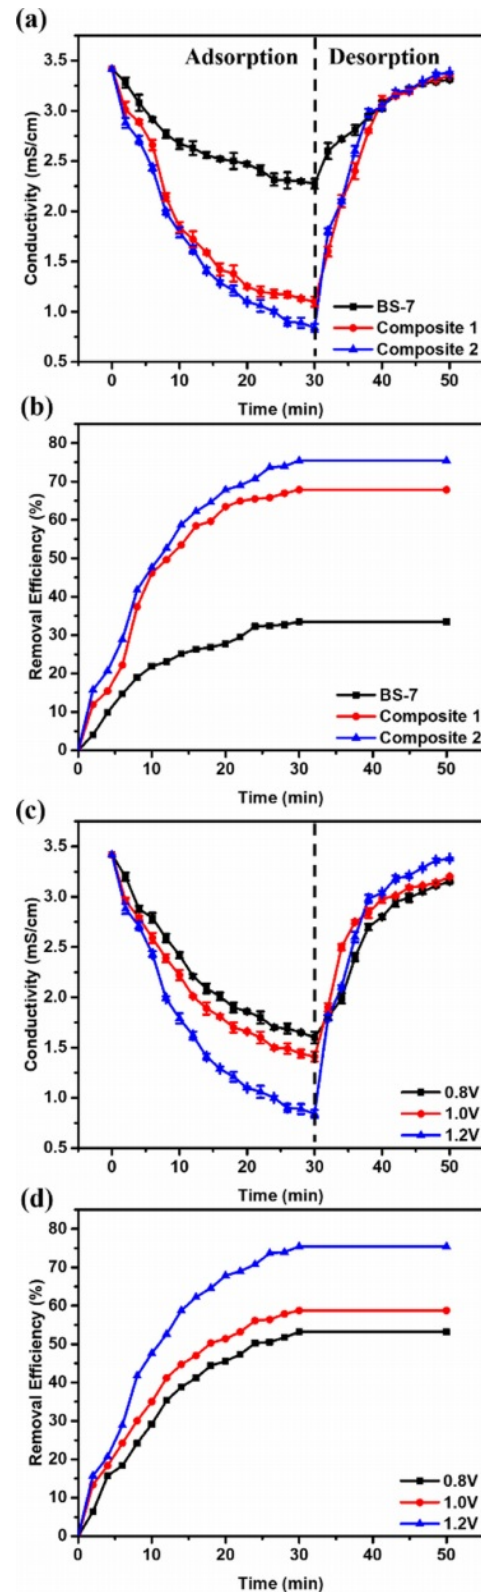 (a)
Adsorption Desorption
3.5
3.0
2.5
2.0
1.5
1.0
0.5
Conductivity (mS/cm)
BS-7
Composite 1
Composite 2
0 10 20 30 40 50
Time (min)
(b)
80
70
60
50
40
30
20
10
0
Removal Efficiency (%)
BS-7
Composite 1
Composite 2
0 10 20 30 40 50
Time (min)
(c)
3.5
3.0
2.5
2.0
1.5
1.0
0.5
Conductivity (mS/cm)
0.8V
1.0V
1.2V
0 10 20 30 40 50
Time (min)
(d)
80
70
60
50
40
30
20
10
0
Removal Efficiency (%)
0.8V
1.0V
1.2V
0 10 20 30 40 50
Time (min)